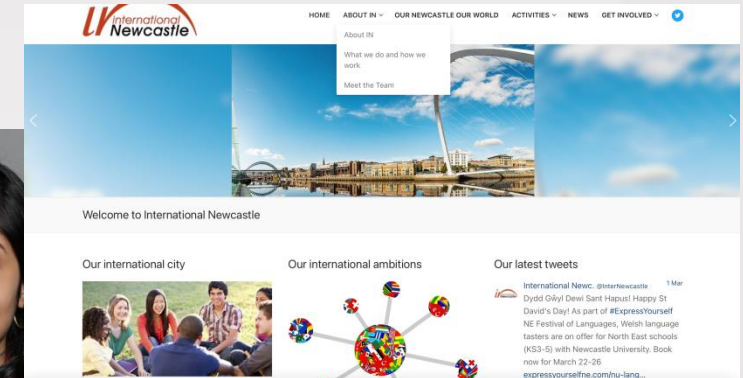 international
Newcastle
HOME ABOUT IN OUR NEWCASTLE OUR WORLD ACTIVITIES NEWS GET INVOLVED
About IN
What we do and how we
work
Meet the Team
Welcome to International Newcastle
Our international city
Our international ambitions
Our latest tweets
International Newc. @InterNewcastle 1 Mar
Dydd Gŵyl Dewi Sant Hapus! Happy St
David's Day! As part of #ExpressYourself
NE Festival of Languages, Welsh language
tasters are on offer for North East schools
(KS3-5) with Newcastle University. Book
now for March 22-26
expressyourselfne.com/nu-lang...